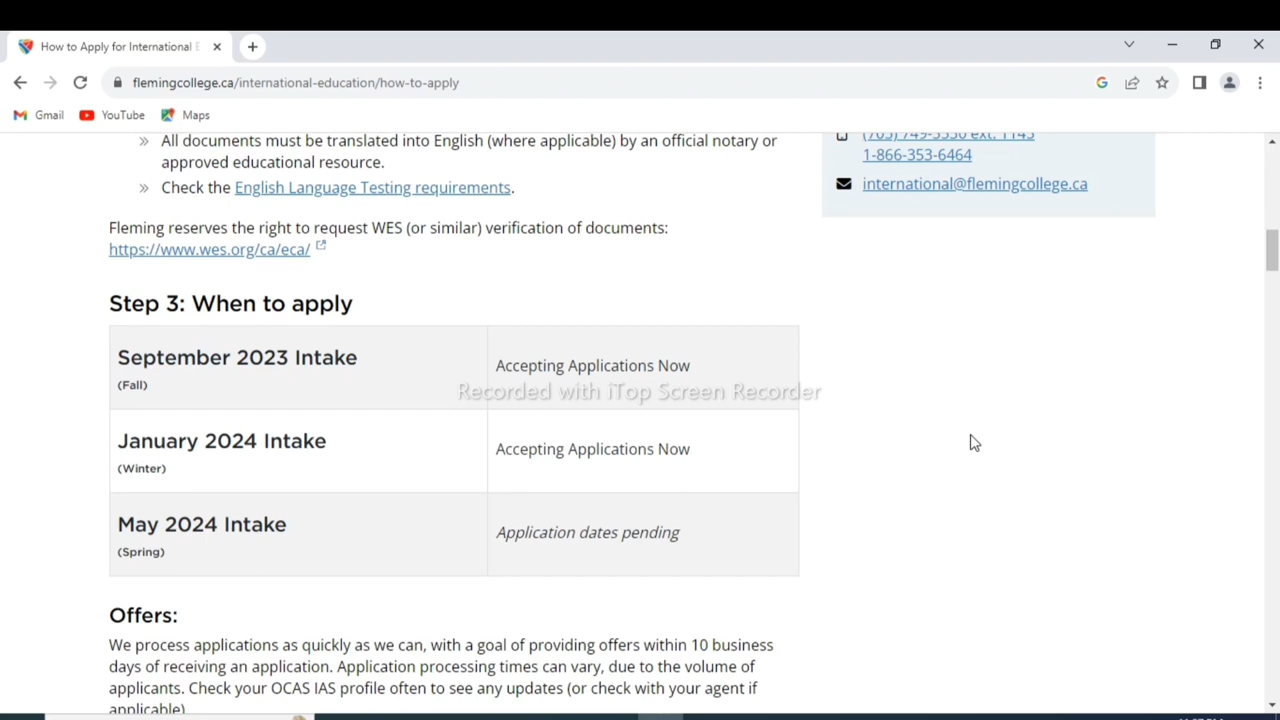 How to Apply for International E
flemingcollege.ca/international-education/how-to-apply
Gmail YouTube Maps
» All documents must be translated into English (where applicable) by an official notary or
approved educational resource.
» Check the English Language Testing requirements.
Fleming reserves the right to request WES (or similar) verification of documents:
https://www.wes.org/ca/eca/
(705) 749-5530 ext. 1145
1-866-353-6464
international@flemingcollege.ca
Step 3: When to apply
September 2023 Intake
(Fall)
Accepting Applications Now
Recorded with iTop Screen Recorder
January 2024 Intake
(Winter)
Accepting Applications Now
May 2024 Intake
(Spring)
Application dates pending
Offers:
We process applications as quickly as we can, with a goal of providing offers within 10 business
days of receiving an application. Application processing times can vary, due to the volume of
applicants. Check your OCAS IAS profile often to see any updates (or check with your agent if
applicable)